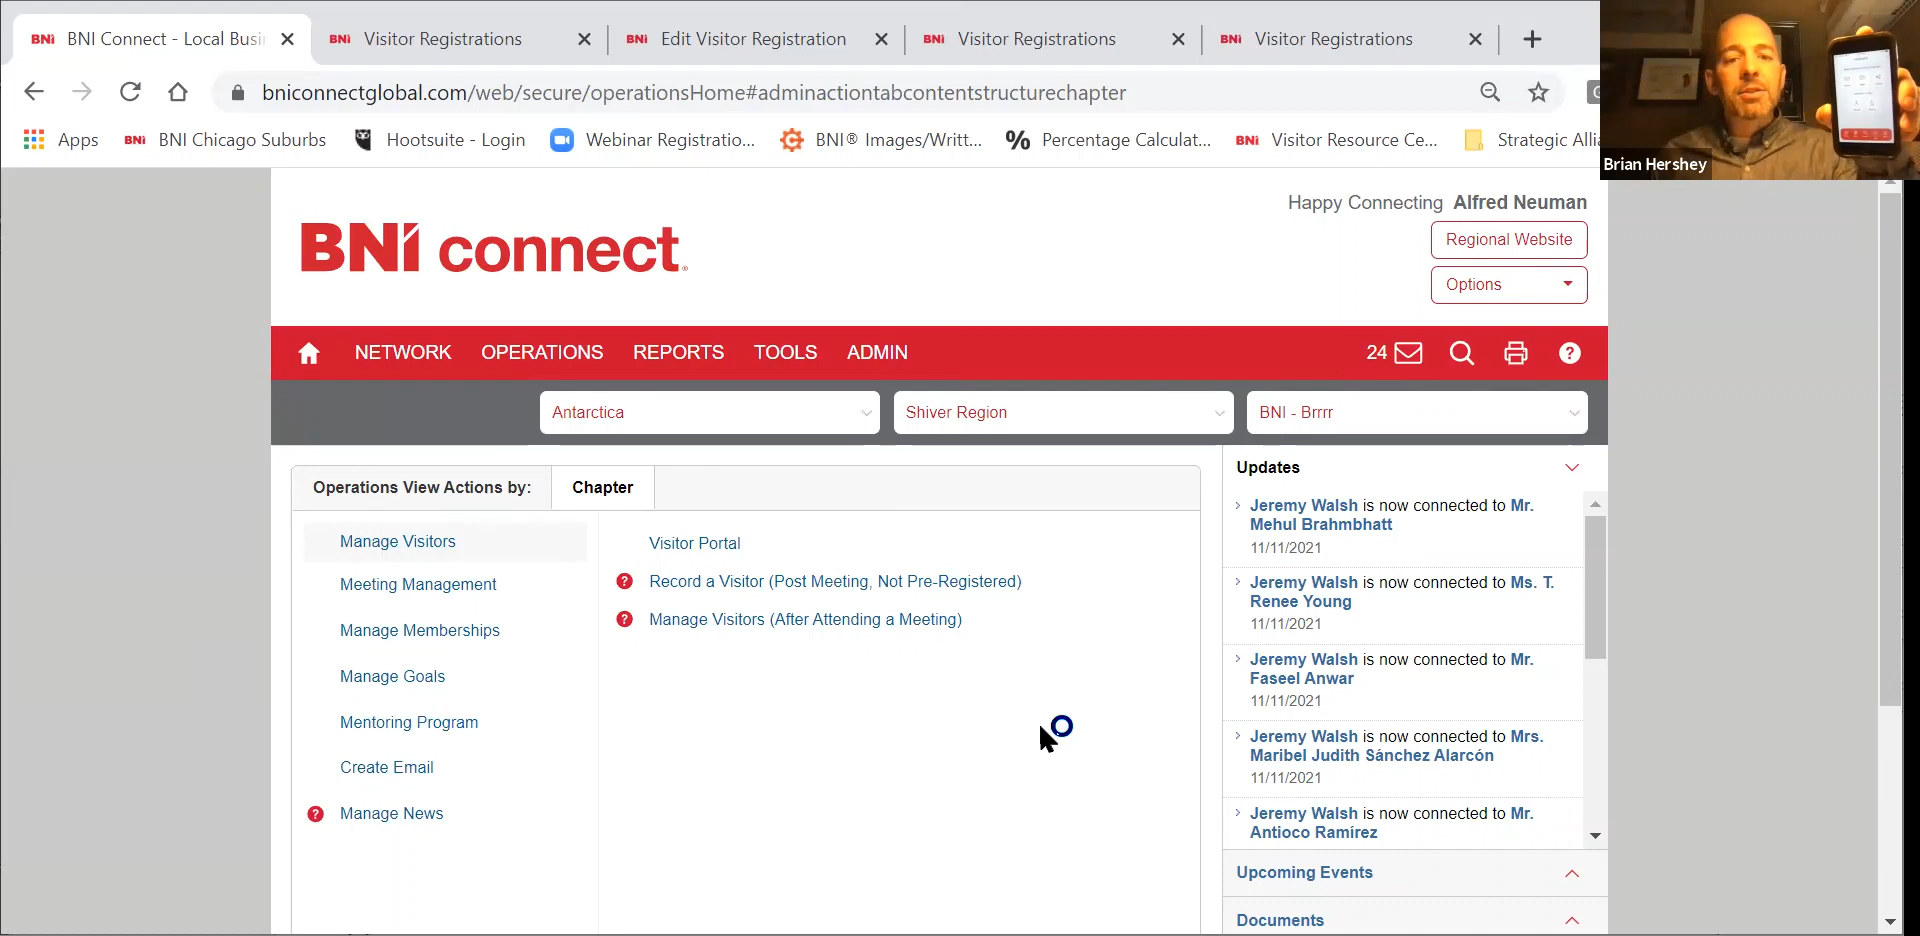 BNI Connect - Local Busi
Visitor Registrations
Edit Visitor Registration
Visitor Registrations
Visitor Registrations
bniconnectglobal.com/web/secure/operationsHome#adminactiontabcontentstructurechapter
Apps
BNI Chicago Suburbs
Hootsuite - Login
Webinar Registratio...
BNI® Images/Writt...
Percentage Calculat...
Visitor Resource Ce...
Strategic Alli
Brian Hershey
BNI connect®
Happy Connecting Alfred Neuman
Regional Website
Options
NETWORK OPERATIONS REPORTS TOOLS ADMIN
24
Antarctica
Shiver Region
BNI - Brrrr
Operations View Actions by:
Chapter
Manage Visitors
Meeting Management
Manage Memberships
Manage Goals
Mentoring Program
Create Email
Manage News
Visitor Portal
Record a Visitor (Post Meeting, Not Pre-Registered)
Manage Visitors (After Attending a Meeting)
Updates
Jeremy Walsh is now connected to Mr.
Mehul Brahmbhatt
11/11/2021
Jeremy Walsh is now connected to Ms. T.
Renee Young
11/11/2021
Jeremy Walsh is now connected to Mr.
Faseel Anwar
11/11/2021
Jeremy Walsh is now connected to Mrs.
Maribel Judith Sánchez Alarcón
11/11/2021
Jeremy Walsh is now connected to Mr.
Antioco Ramírez
Upcoming Events
Documents